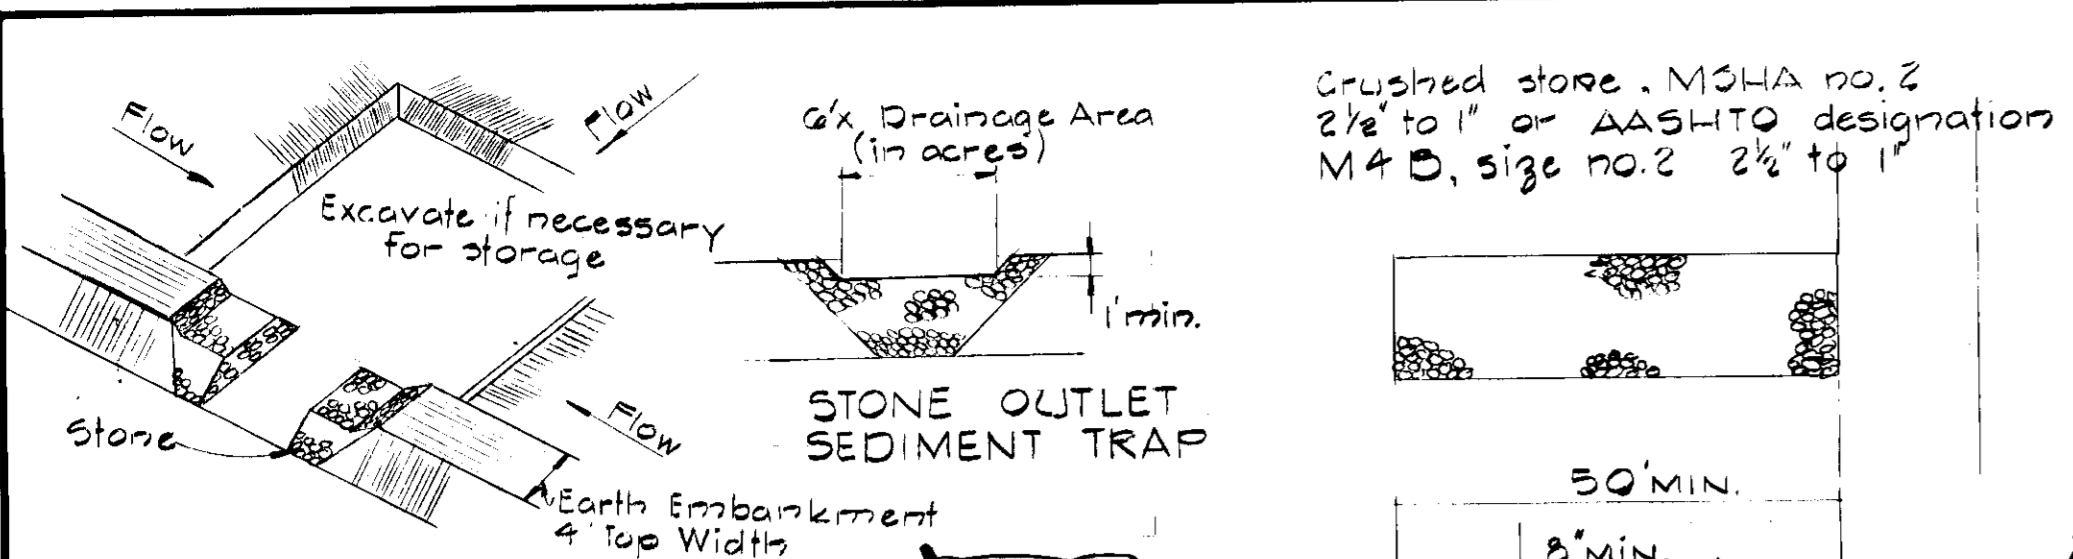 Flow
Flow
Excavate if necessary
for storage
Stone
Flow
Earth Embankment
4' Top Width
6'x Drainage Area
(in acres)
1' min.
STONE OUTLET
SEDIMENT TRAP
Crushed stone, MSHA no. 2
2½" to 1" or AASHTO designation
M43, size no. 2 2½" to 1"
50' MIN.
8" MIN.